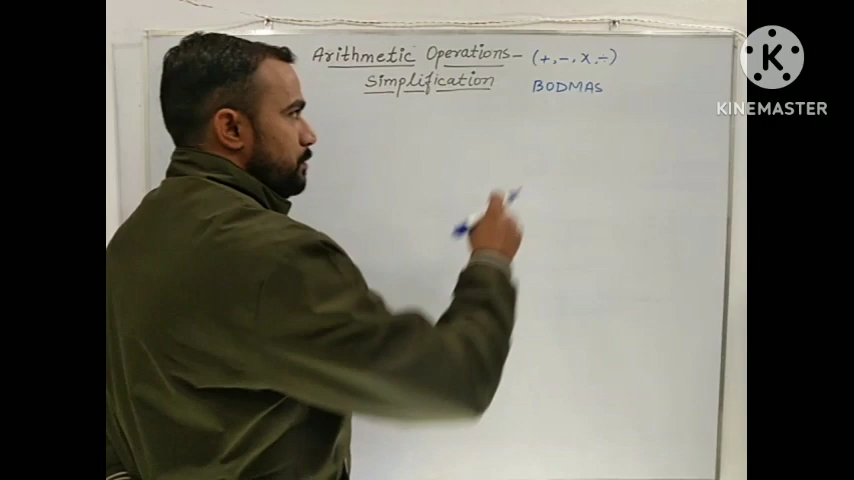 Arithmetic Operations - (+, -, x, ÷)
Simplification BODMAS
K
KINEMASTER